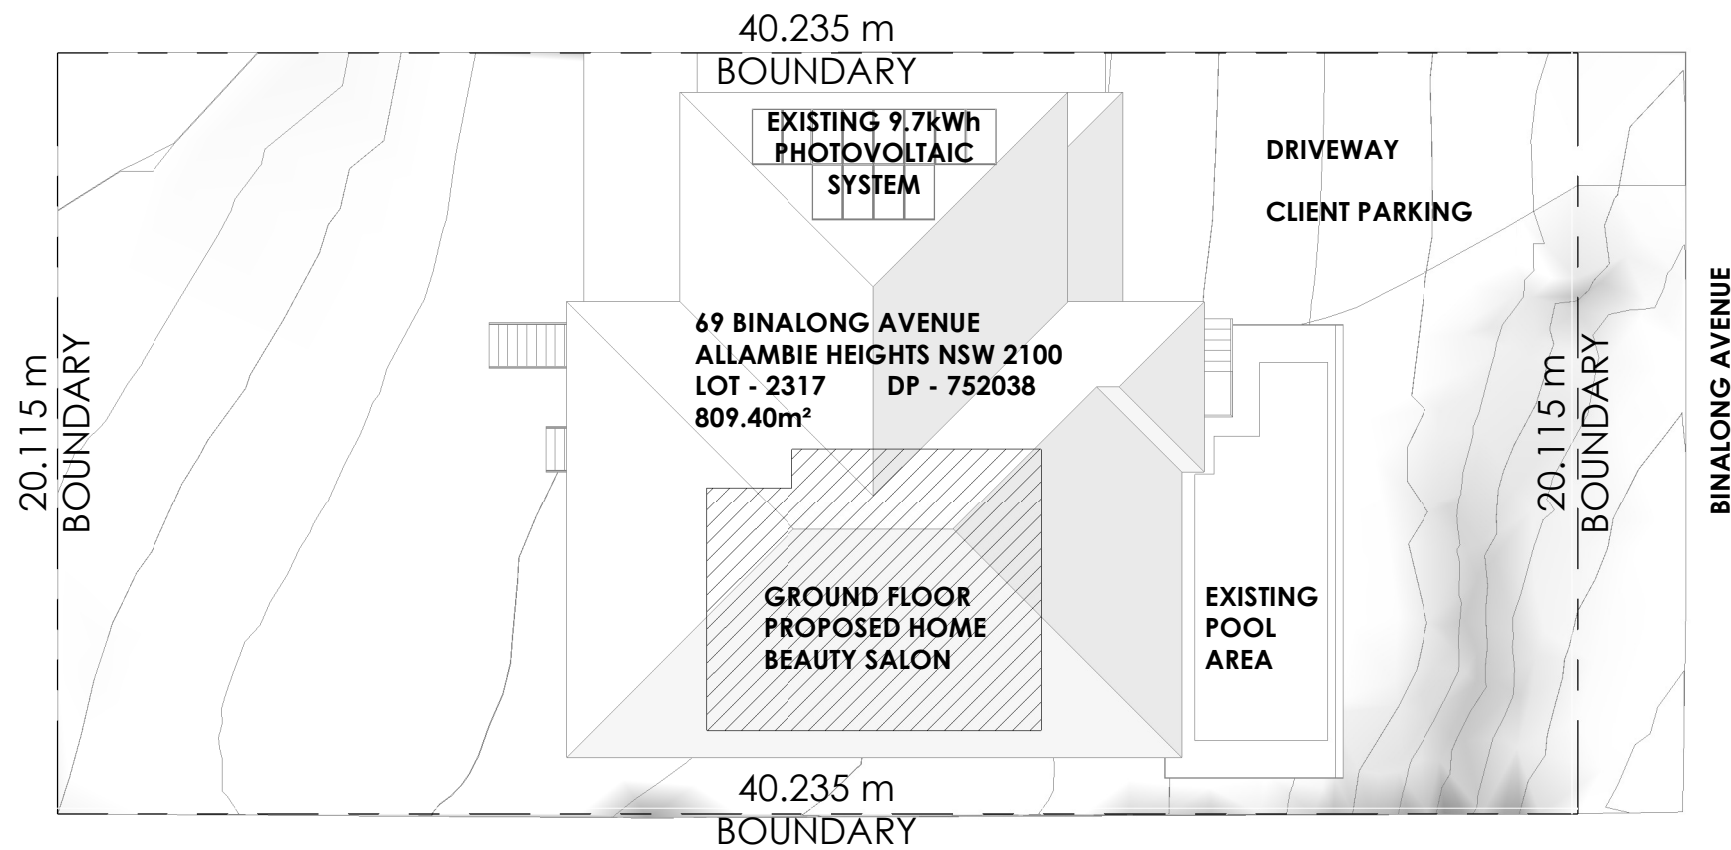 40.235 m
BOUNDARY
EXISTING 9.7kWh
PHOTOVOLTAIC
SYSTEM
DRIVEWAY
CLIENT PARKING
69 BINALONG AVENUE
ALLAMBIE HEIGHTS NSW 2100
LOT - 2317 DP - 752038
809.40m²
20.115 m
BOUNDARY
20.115 m
BOUNDARY
BINALONG AVENUE
GROUND FLOOR
PROPOSED HOME
BEAUTY SALON
EXISTING
POOL
AREA
40.235 m
BOUNDARY